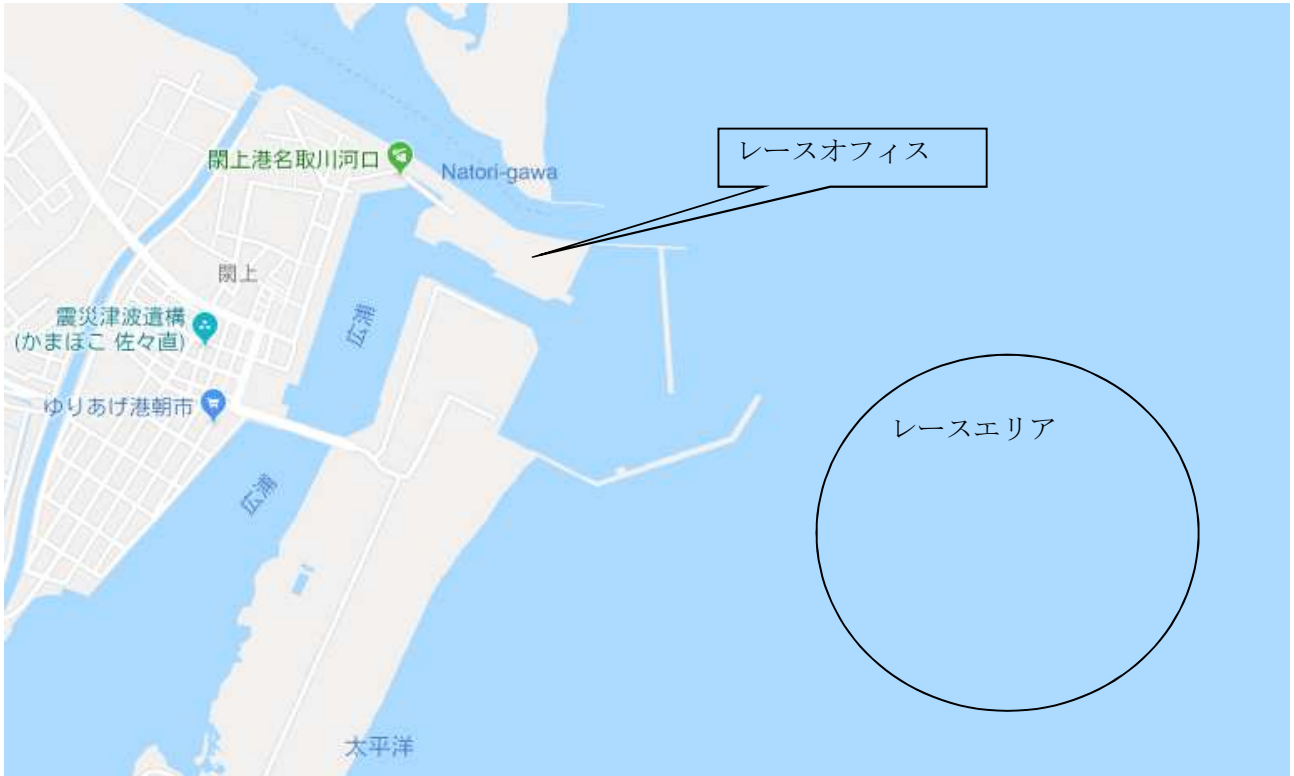 レースオフィス
閖上港名取川河口
Natori-gawa
閖上
震災津波遺構
(かまぼこ 佐々直)
広浦
ゆりあげ港朝市
レースエリア
広浦
太平洋